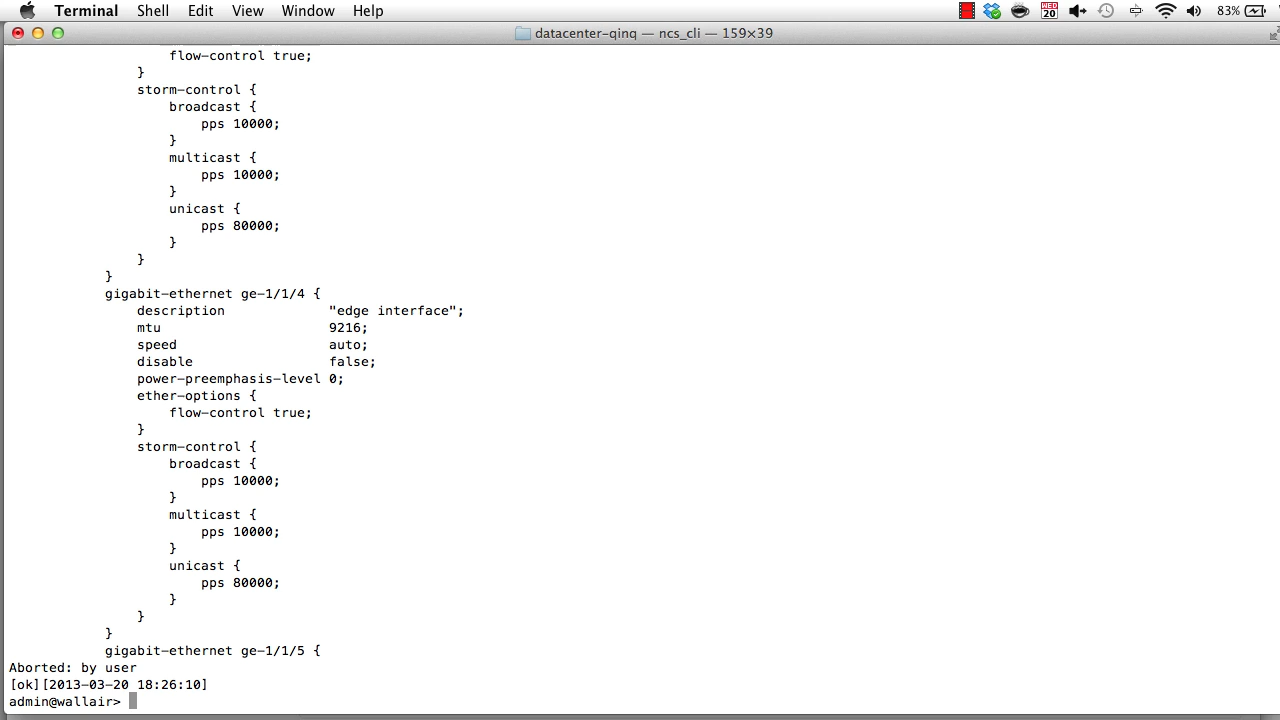 Terminal Shell Edit View Window Help WED 20 83%
datacenter-qinq — ncs_cli — 159×39
flow-control true;
}
storm-control {
broadcast {
pps 10000;
}
multicast {
pps 10000;
}
unicast {
pps 80000;
}
}
}
gigabit-ethernet ge-1/1/4 {
description "edge interface";
mtu 9216;
speed auto;
disable false;
power-preemphasis-level 0;
ether-options {
flow-control true;
}
storm-control {
broadcast {
pps 10000;
}
multicast {
pps 10000;
}
unicast {
pps 80000;
}
}
}
gigabit-ethernet ge-1/1/5 {
Aborted: by user
[ok][2013-03-20 18:26:10]
admin@wallair>